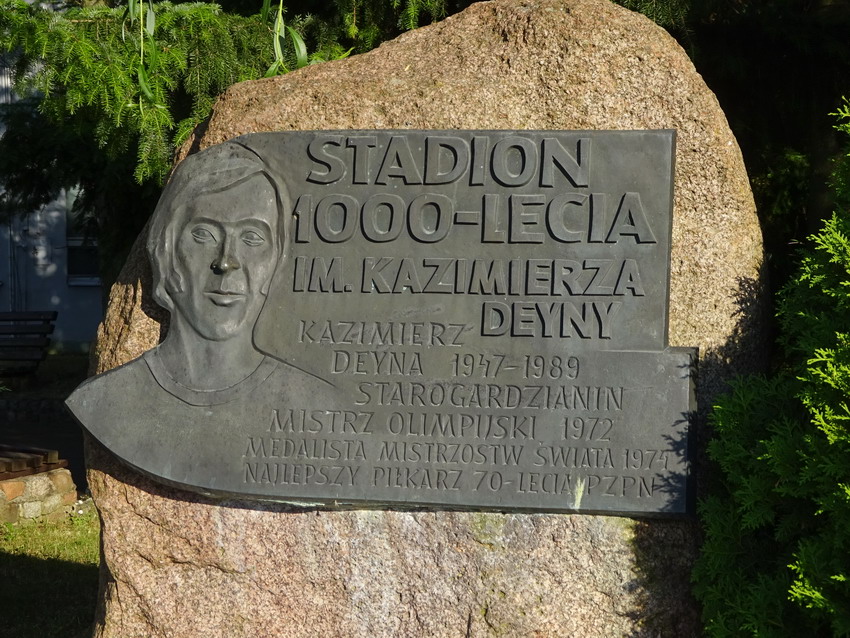 STADION
1000-LECIA
IM. KAZIMIERZA
DEYNY
KAZIMIERZ
DEYNA 1947-1989
STAROGARDZIANIN
MISTRZ OLIMPIJSKI 1972
MEDALISTA MISTRZOSTW ŚWIATA 1974
NAJLEPSZY PIŁKARZ 70-LECIA PZPN